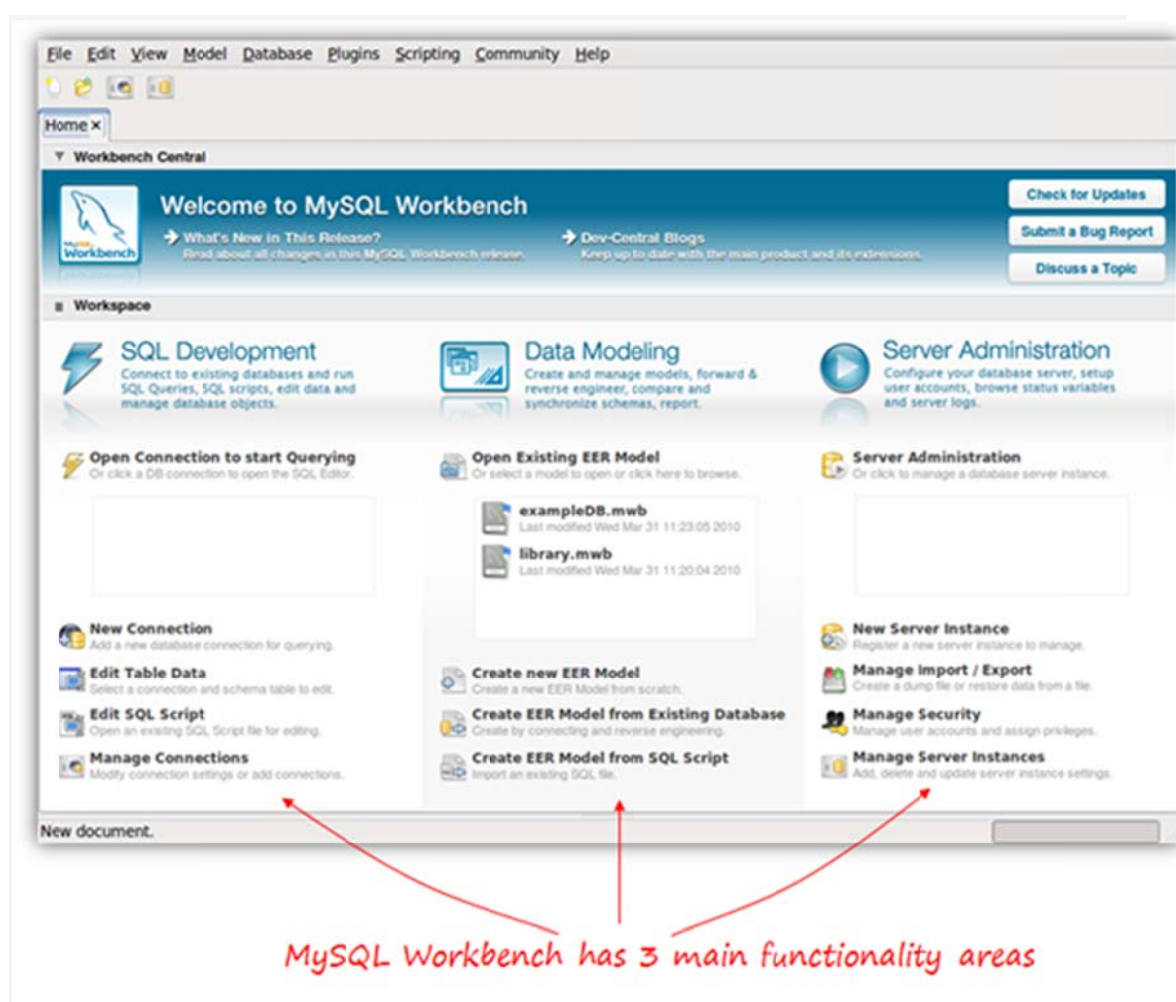 File Edit View Model Database Plugins Scripting Community Help
Home ×
Workbench Central
Welcome to MySQL Workbench
MySQL
Workbench
What's New in This Release?
Read about all changes in this MySQL Workbench release.
Dev-Central Blogs
Keep up to date with the main product and its extensions.
Check for Updates
Submit a Bug Report
Discuss a Topic
Workspace
SQL Development
Connect to existing databases and run
SQL Queries, SQL scripts, edit data and
manage database objects.
Open Connection to start Querying
Or click a DB connection to open the SQL Editor.
New Connection
Add a new database connection for querying.
Edit Table Data
Select a connection and schema table to edit.
Edit SQL Script
Open an existing SQL Script file for editing.
Manage Connections
Modify connection settings or add connections.
Data Modeling
Create and manage models, forward &
reverse engineer, compare and
synchronize schemas, report.
Open Existing EER Model
Or select a model to open or click here to browse.
exampleDB.mwb
Last modified Wed Mar 31 11:23:05 2010
library.mwb
Last modified Wed Mar 31 11:20:04 2010
Create new EER Model
Create a new EER Model from scratch.
Create EER Model from Existing Database
Create by connecting and reverse engineering.
Create EER Model from SQL Script
Import an existing SQL file.
Server Administration
Configure your database server, setup
user accounts, browse status variables
and server logs.
Server Administration
Or click to manage a database server instance.
New Server Instance
Register a new server instance to manage.
Manage Import / Export
Create a dump file or restore data from a file.
Manage Security
Manage user accounts and assign privileges.
Manage Server Instances
Add, delete and update server instance settings.
New document.
MySQL Workbench has 3 main functionality areas